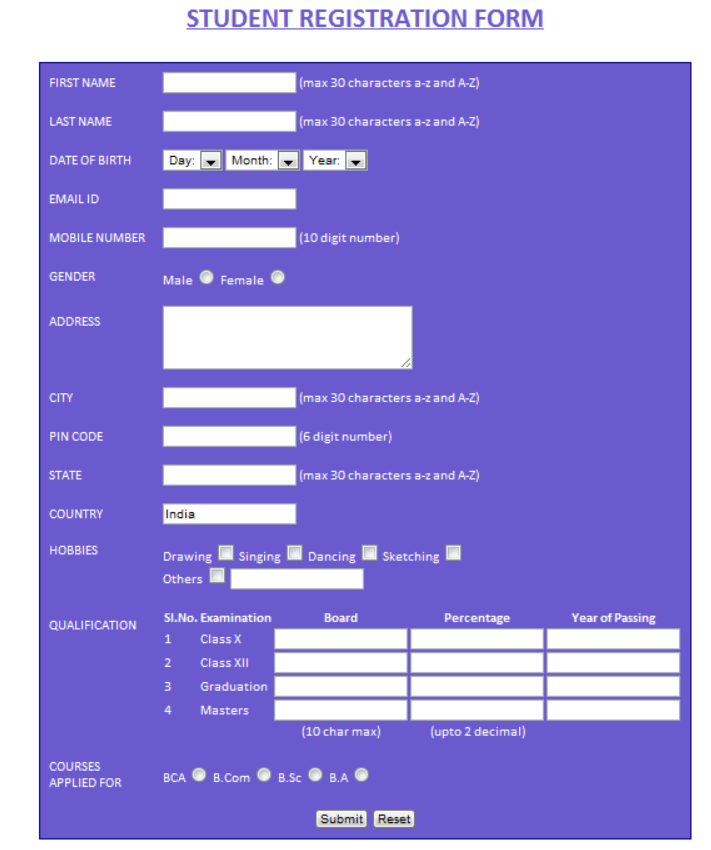 STUDENT REGISTRATION FORM
FIRST NAME (max 30 characters a-z and A-Z)
LAST NAME (max 30 characters a-z and A-Z)
DATE OF BIRTH Day: Month: Year:
EMAIL ID
MOBILE NUMBER (10 digit number)
GENDER Male Female
ADDRESS
CITY (max 30 characters a-z and A-Z)
PIN CODE (6 digit number)
STATE (max 30 characters a-z and A-Z)
COUNTRY India
HOBBIES Drawing Singing Dancing Sketching
Others
QUALIFICATION Sl.No. Examination Board Percentage Year of Passing
1 Class X
2 Class XII
3 Graduation
4 Masters
(10 char max) (upto 2 decimal)
COURSES
APPLIED FOR BCA B.Com B.Sc B.A
Submit Reset